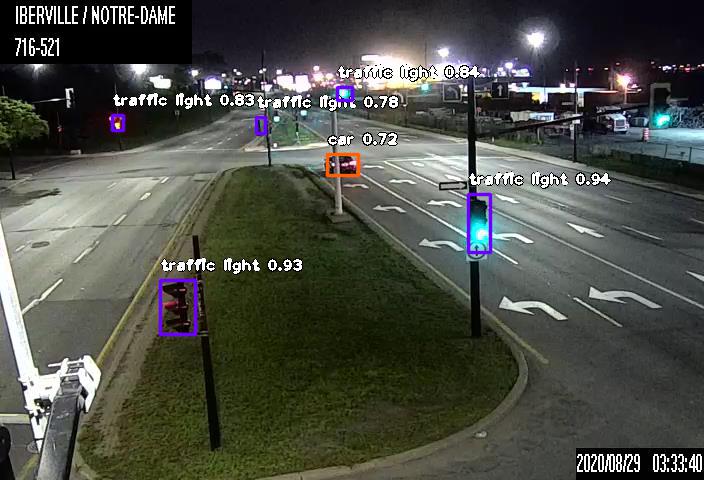 IBERVILLE / NOTRE-DAME
716-521
traffic light 0.84
traffic light 0.83
traffic light 0.78
car 0.72
traffic light 0.94
traffic light 0.93
2020/08/29 03:33:40